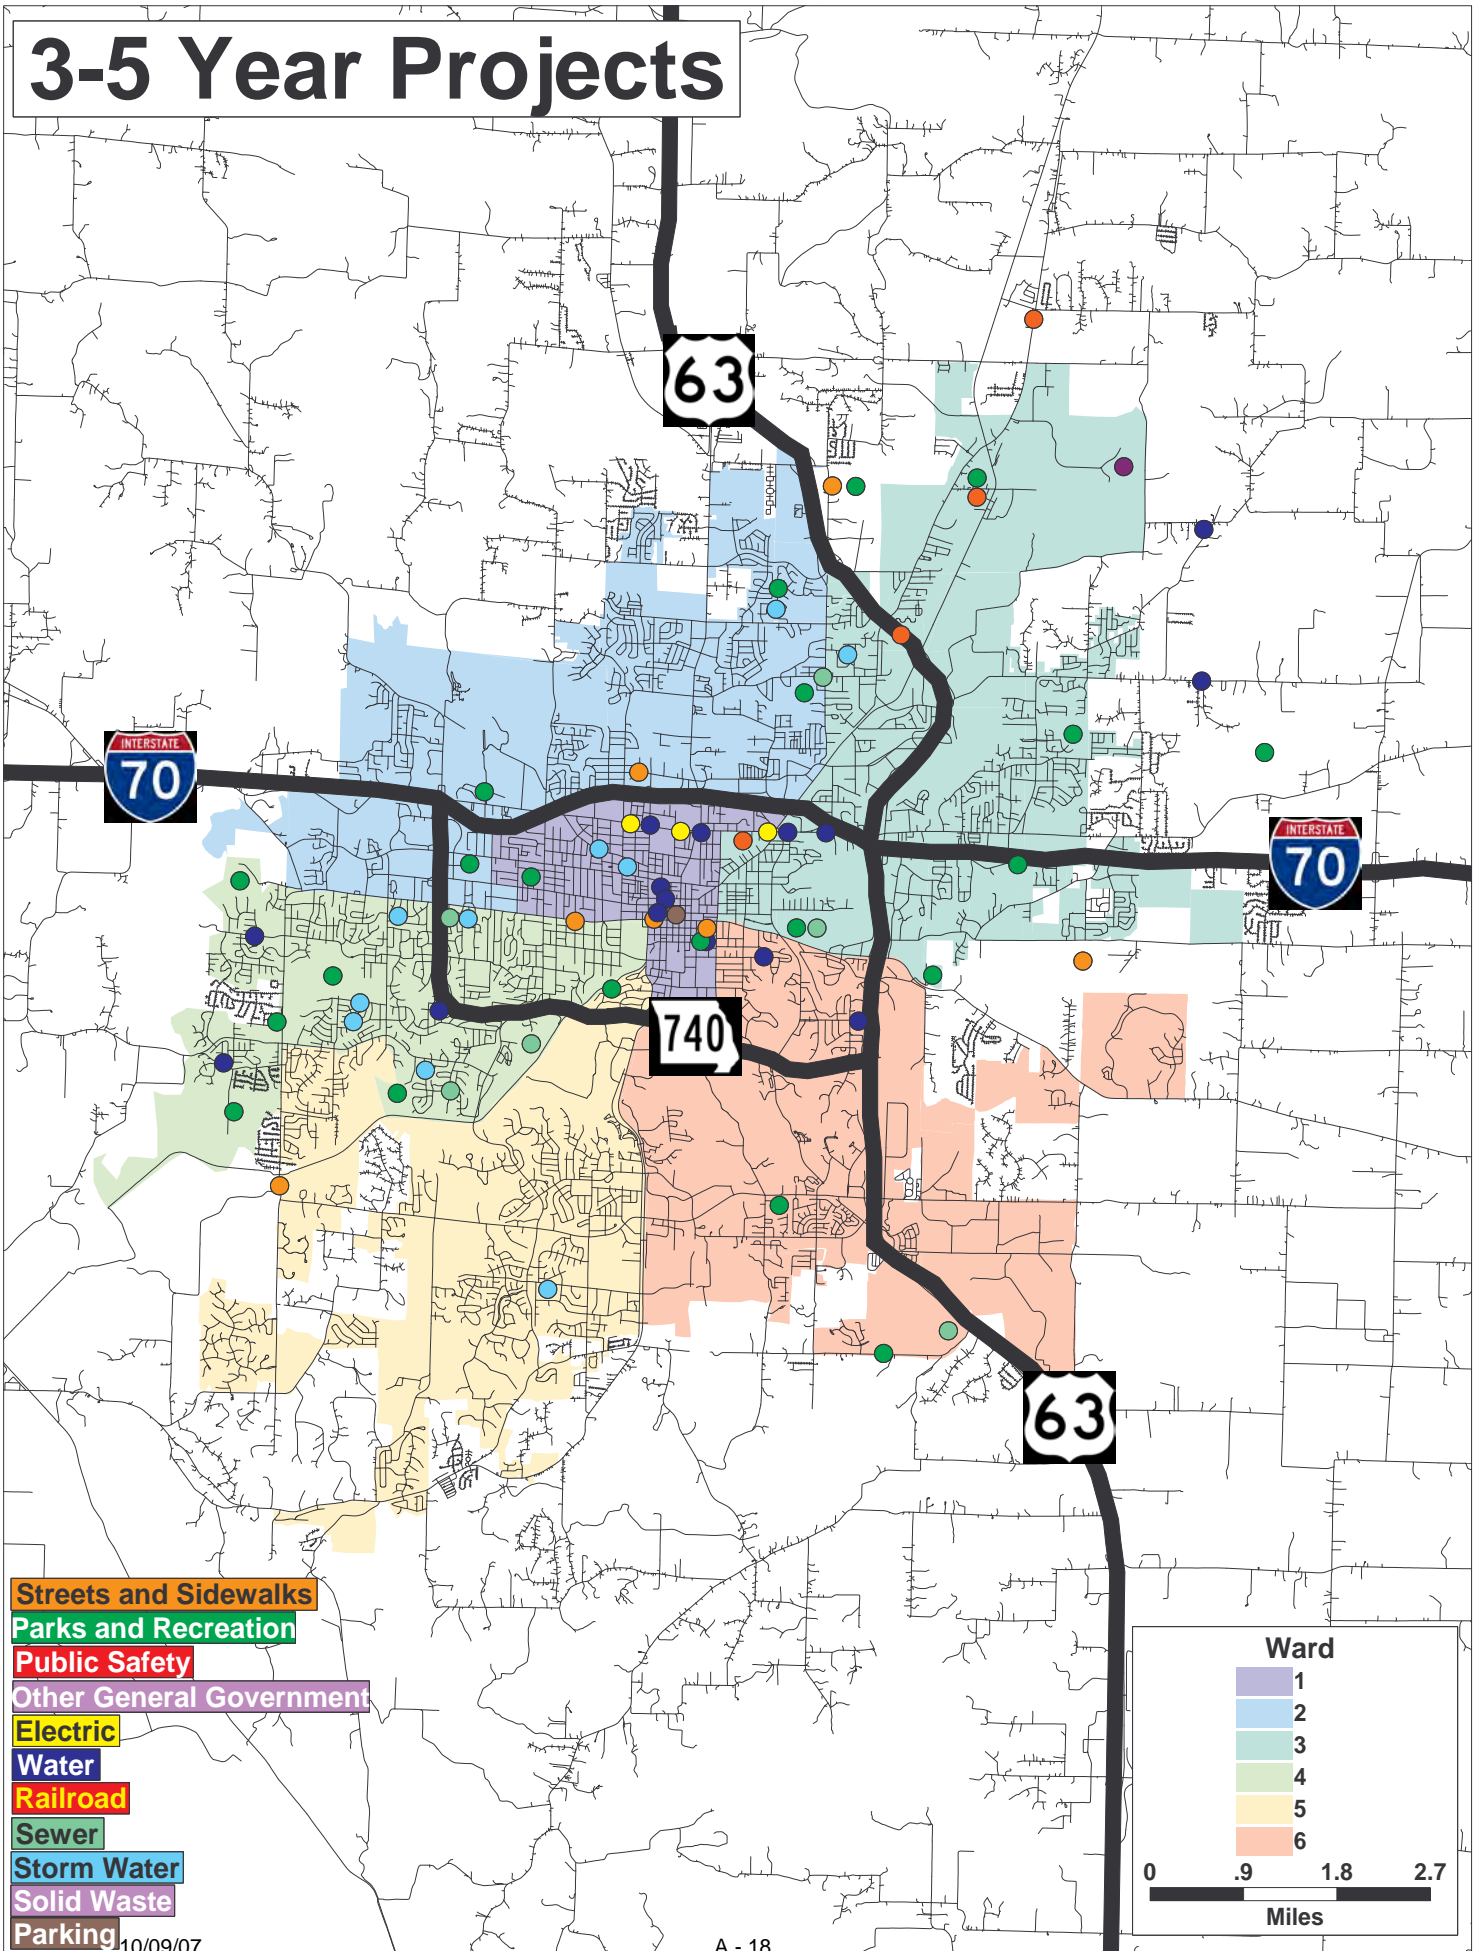 3-5 Year Projects
63
INTERSTATE
70
INTERSTATE
70
740
63
Streets and Sidewalks
Parks and Recreation
Public Safety
Other General Government
Electric
Water
Railroad
Sewer
Storm Water
Solid Waste
Parking
10/09/07
A - 18
Ward
1
2
3
4
5
6
0 .9 1.8 2.7
Miles